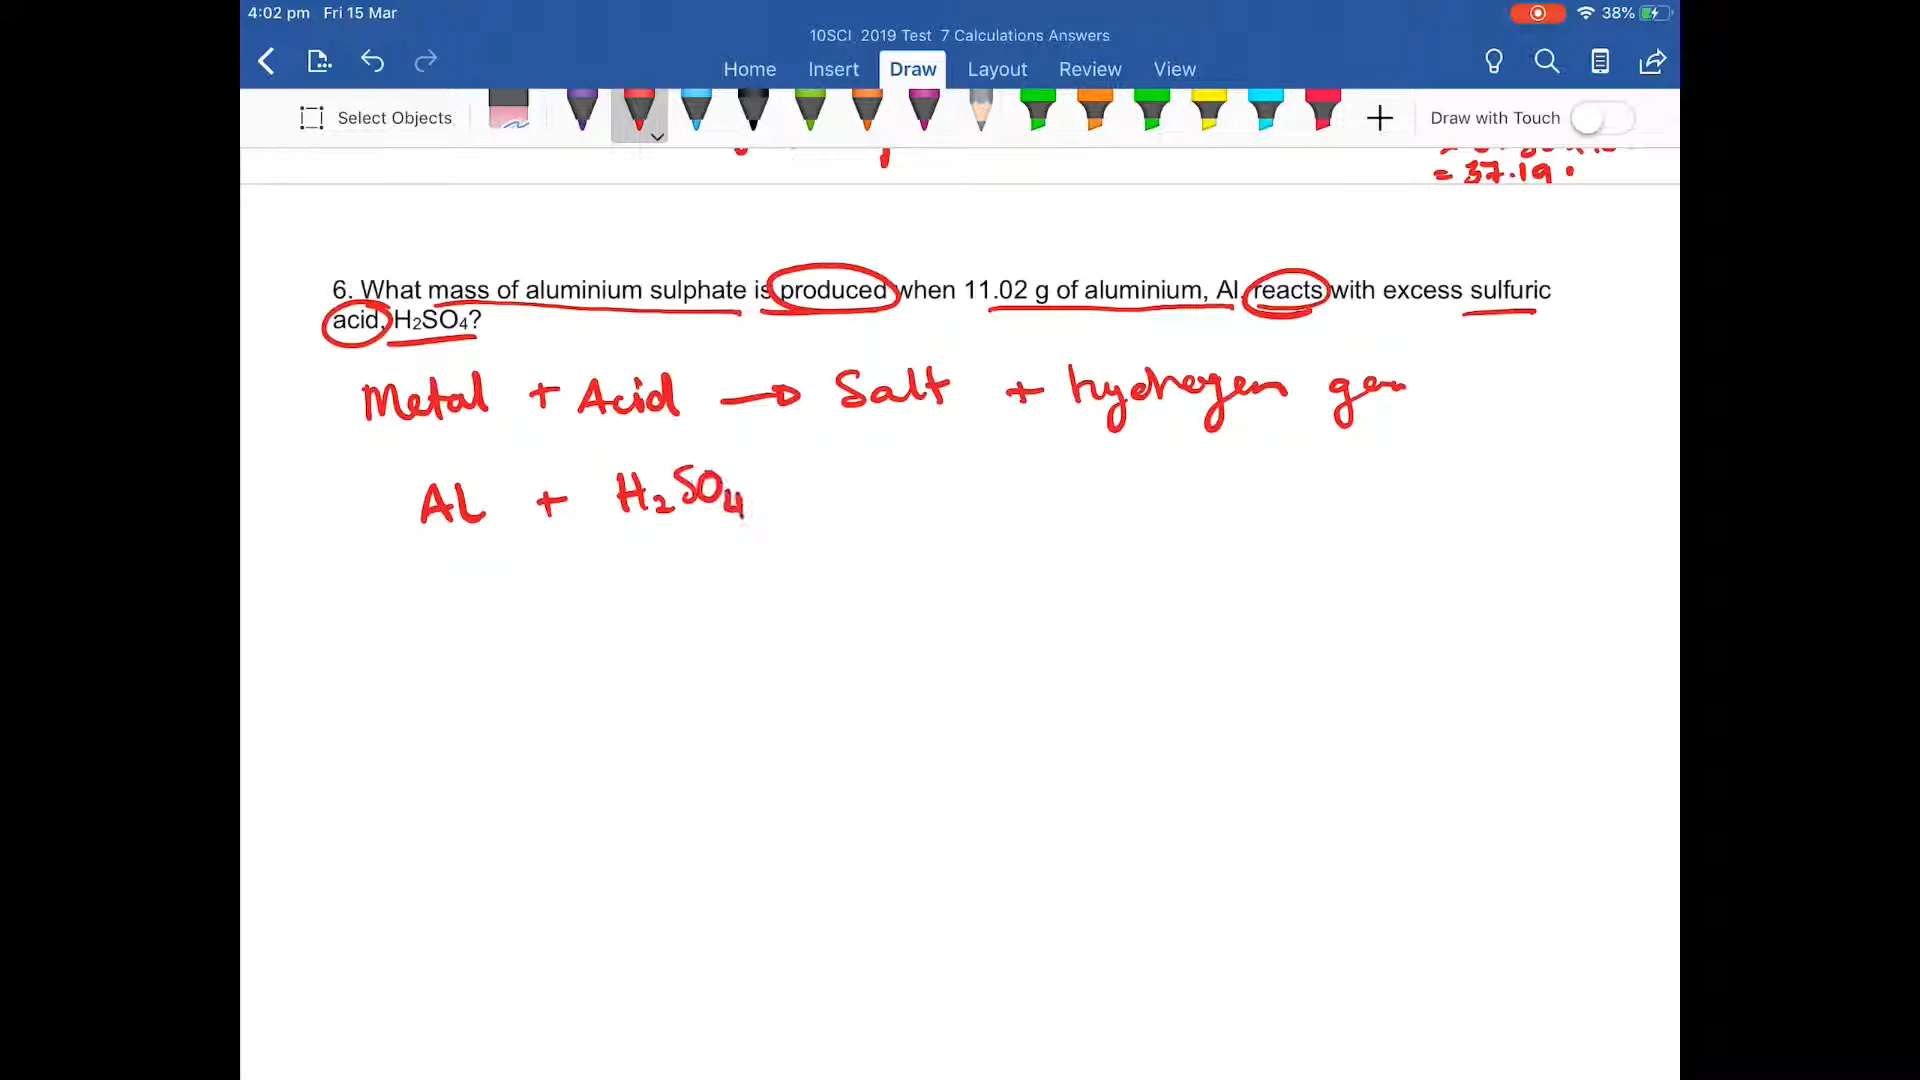 4:02 pm Fri 15 Mar
38%
10SCI 2019 Test 7 Calculations Answers
Home Insert Draw Layout Review View
Select Objects
Draw with Touch
= 37.19
6. What mass of aluminium sulphate is produced when 11.02 g of aluminium, Al, reacts with excess sulfuric
acid, H₂SO₄?
Metal + Acid → Salt + hydrogen gas
AL + H₂SO₄